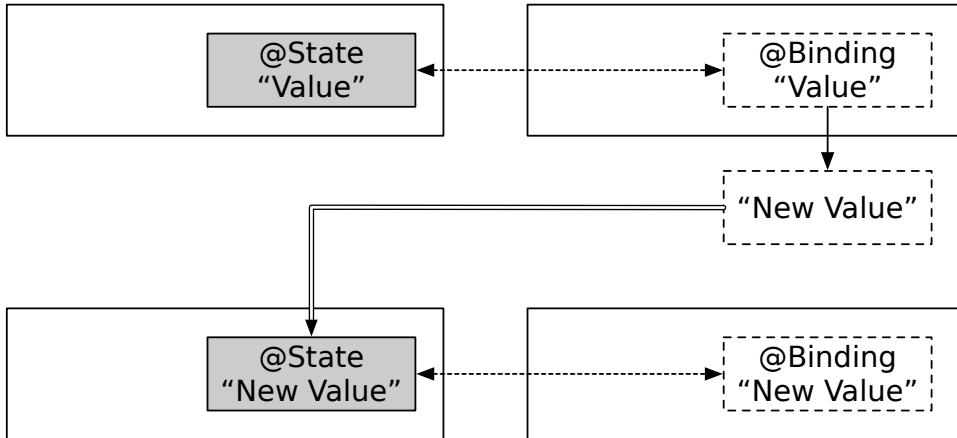 @State
“Value”
@Binding
“Value”
“New Value”
@State
“New Value”
@Binding
“New Value”